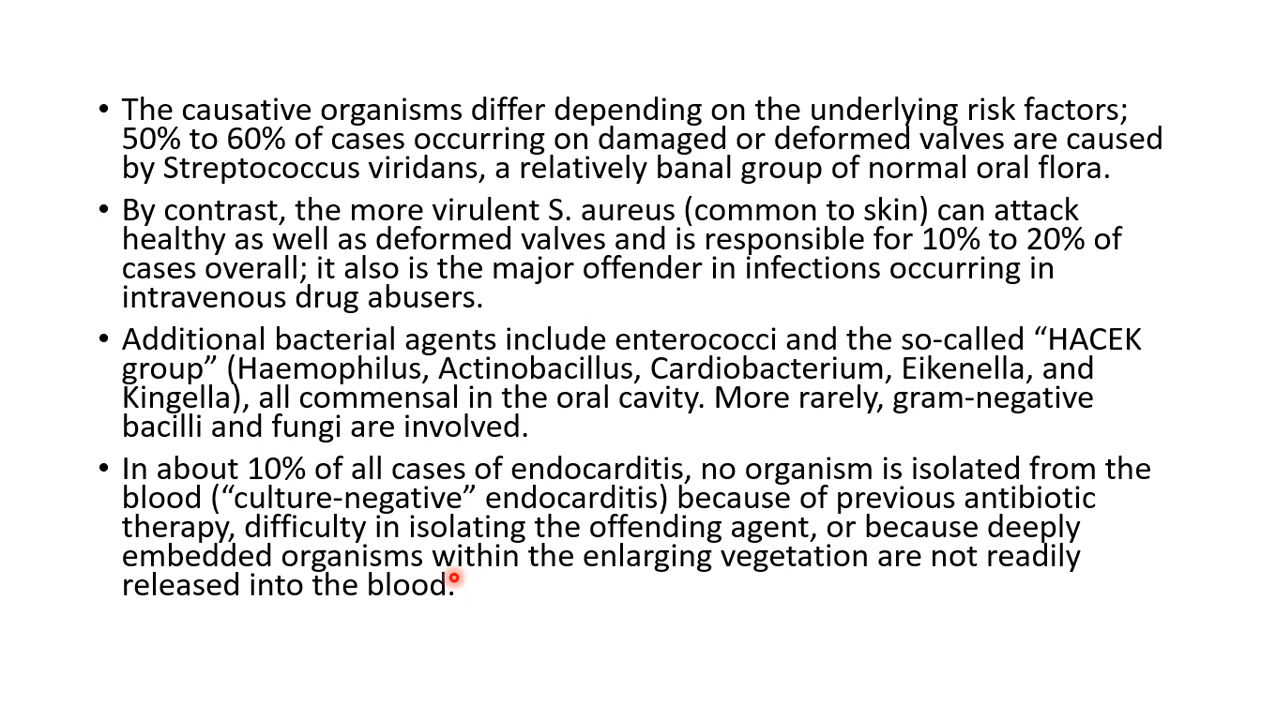 • The causative organisms differ depending on the underlying risk factors;
50% to 60% of cases occurring on damaged or deformed valves are caused
by Streptococcus viridans, a relatively banal group of normal oral flora.
• By contrast, the more virulent S. aureus (common to skin) can attack
healthy as well as deformed valves and is responsible for 10% to 20% of
cases overall; it also is the major offender in infections occurring in
intravenous drug abusers.
• Additional bacterial agents include enterococci and the so-called “HACEK
group” (Haemophilus, Actinobacillus, Cardiobacterium, Eikenella, and
Kingella), all commensal in the oral cavity. More rarely, gram-negative
bacilli and fungi are involved.
• In about 10% of all cases of endocarditis, no organism is isolated from the
blood (“culture-negative” endocarditis) because of previous antibiotic
therapy, difficulty in isolating the offending agent, or because deeply
embedded organisms within the enlarging vegetation are not readily
released into the blood.